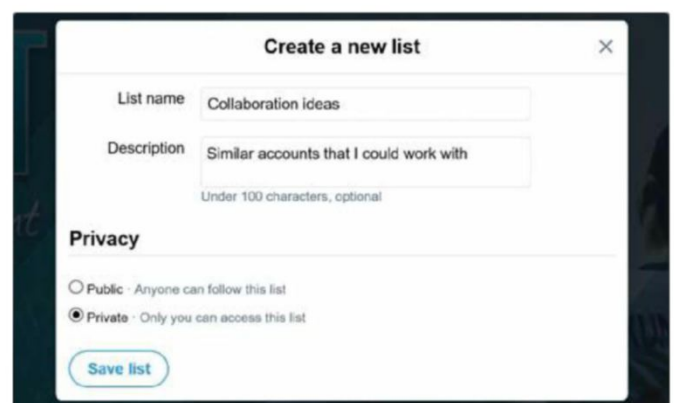 Create a new list
List name
Collaboration ideas
Description
Similar accounts that I could work with
Under 100 characters, optional
Privacy
Public · Anyone can follow this list
Private · Only you can access this list
Save list